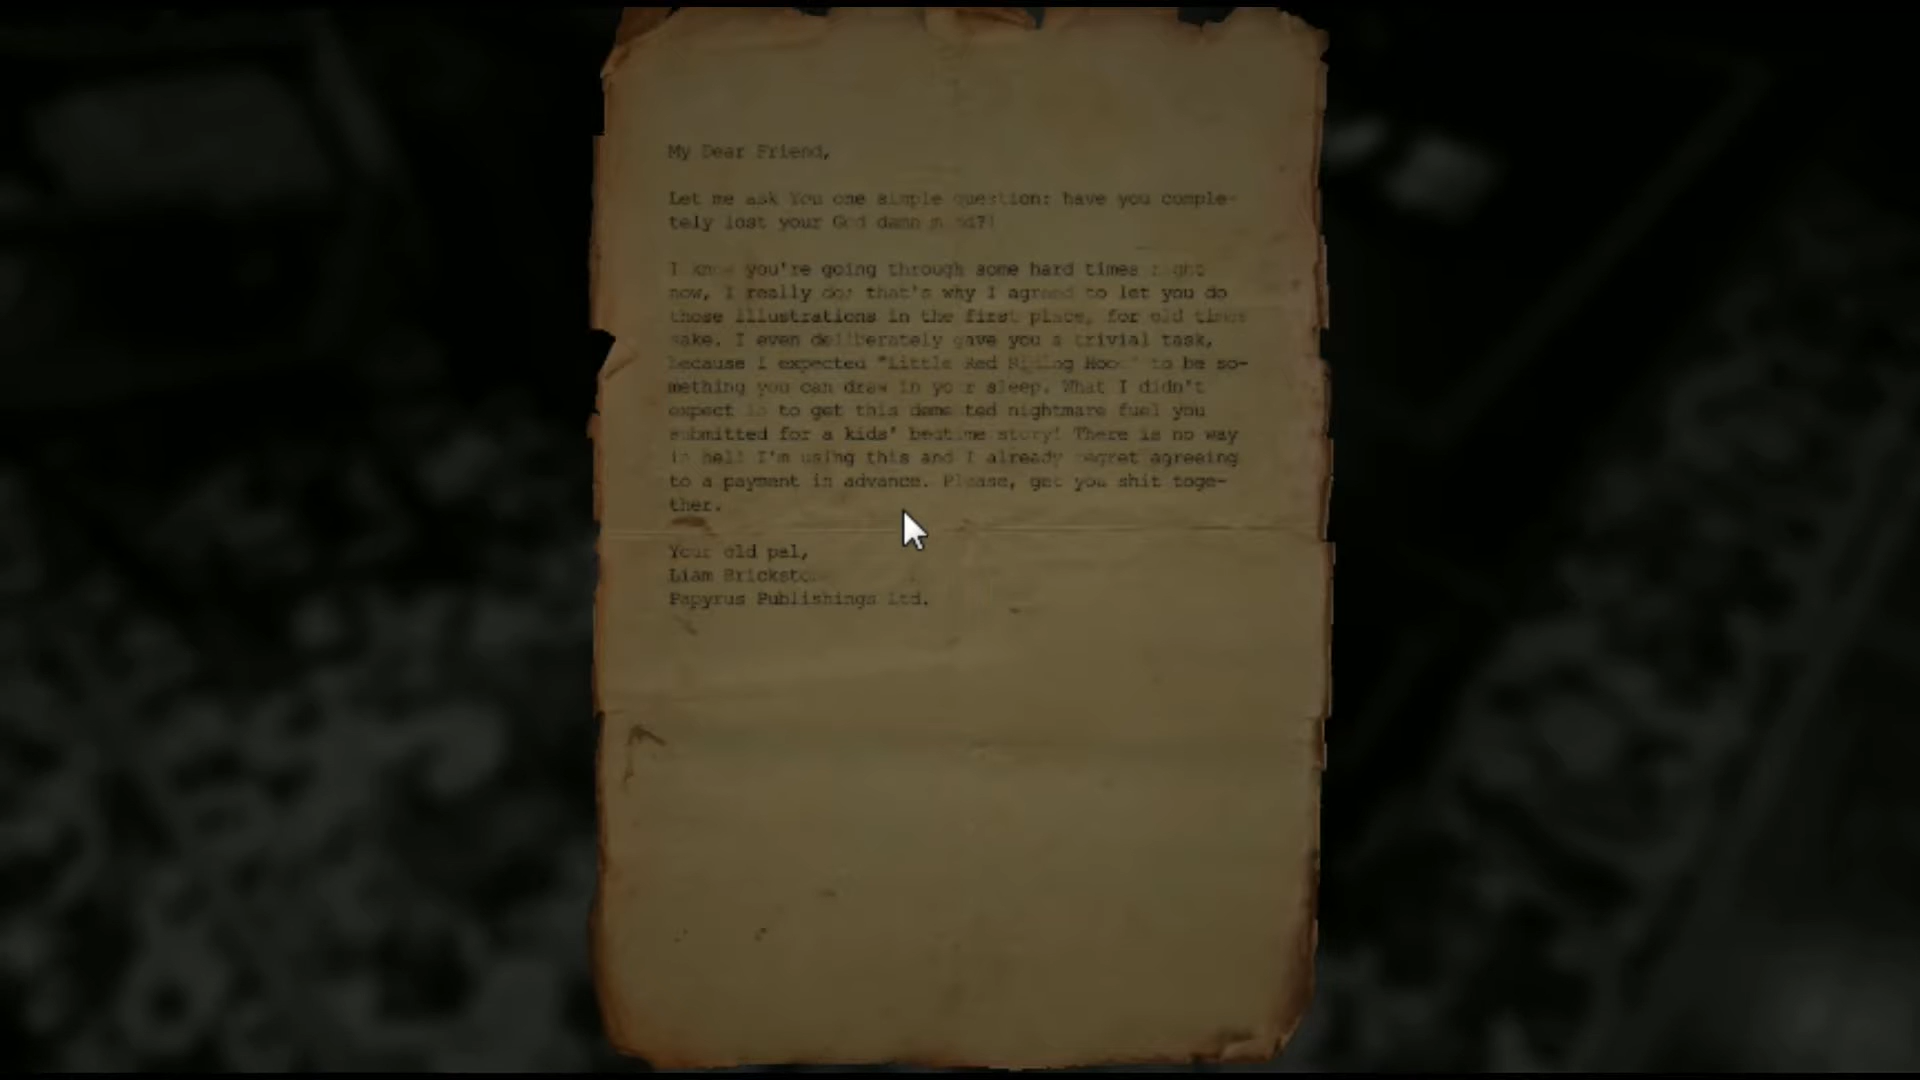 My Dear Friend,
Let me ask You one simple question: have you comple-
tely lost your God damn mind?!
I know you're going through some hard times right
now, I really do; that's why I agreed to let you do
those illustrations in the first place, for old times
sake. I even deliberately gave you a trivial task,
because I expected "Little Red Riding Hood" to be so-
mething you can draw in your sleep. What I didn't
expect is to get this demented nightmare fuel you
submitted for a kids' bedtime story! There is no way
in hell I'm using this and I already regret agreeing
to a payment in advance. Please, get you shit toge-
ther.
Your old pal,
Liam
Papyrus Publishings Ltd.